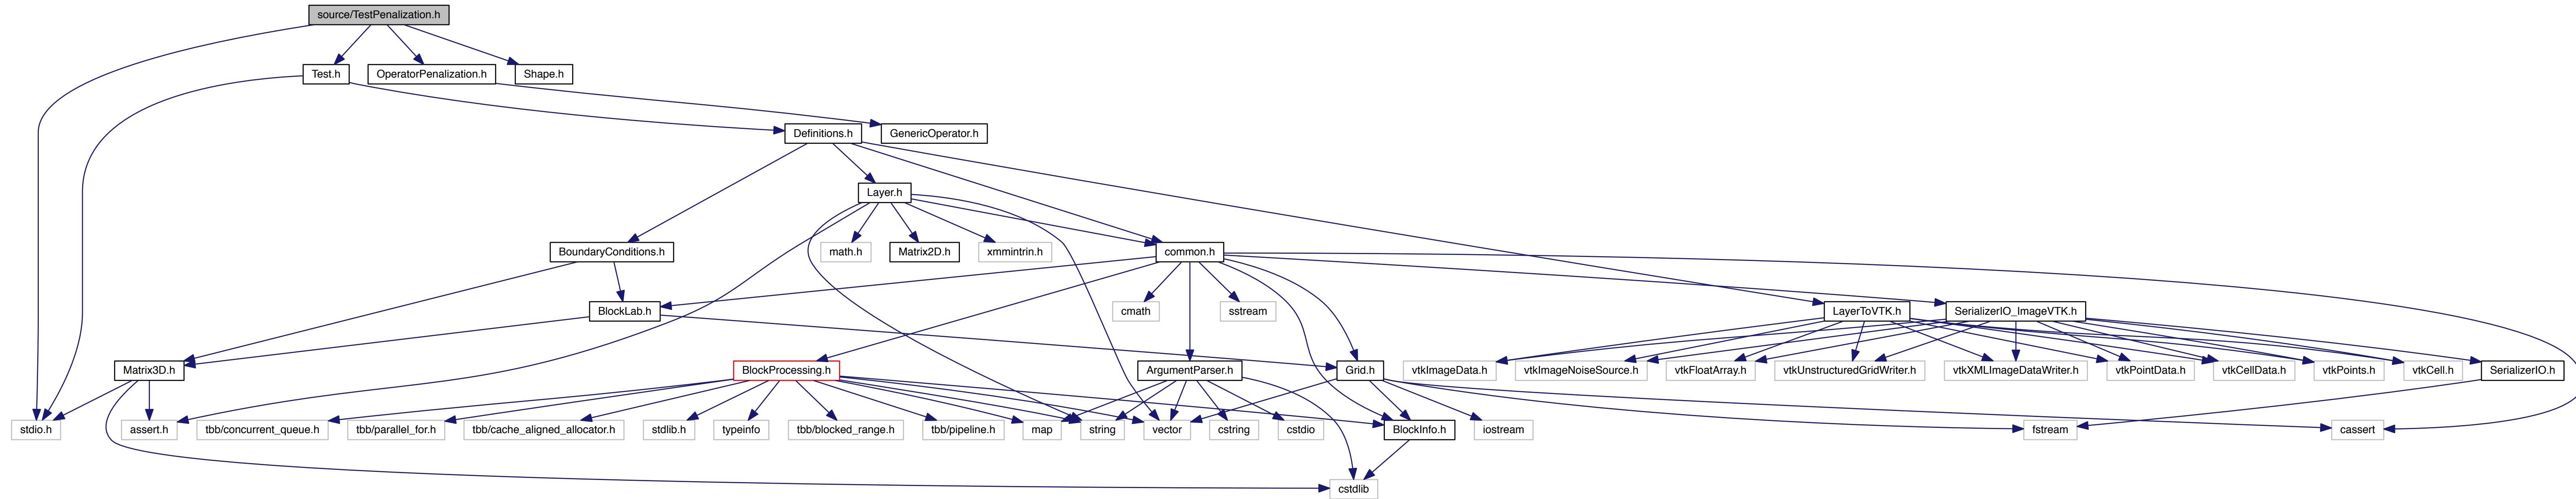 source/TestPenalization.h
Test.h
OperatorPenalization.h
Shape.h
Definitions.h
GenericOperator.h
Layer.h
BoundaryConditions.h
math.h
Matrix2D.h
xmmintrin.h
common.h
BlockLab.h
cmath
sstream
LayerToVTK.h
SerializerIO_ImageVTK.h
Matrix3D.h
BlockProcessing.h
ArgumentParser.h
Grid.h
vtkImageData.h
vtkImageNoiseSource.h
vtkFloatArray.h
vtkUnstructuredGridWriter.h
vtkXMLImageDataWriter.h
vtkPointData.h
vtkCellData.h
vtkPoints.h
vtkCell.h
SerializerIO.h
stdio.h
assert.h
tbb/concurrent_queue.h
tbb/parallel_for.h
tbb/cache_aligned_allocator.h
stdlib.h
typeinfo
tbb/blocked_range.h
tbb/pipeline.h
map
string
vector
cstring
cstdio
BlockInfo.h
iostream
fstream
cassert
cstdlib